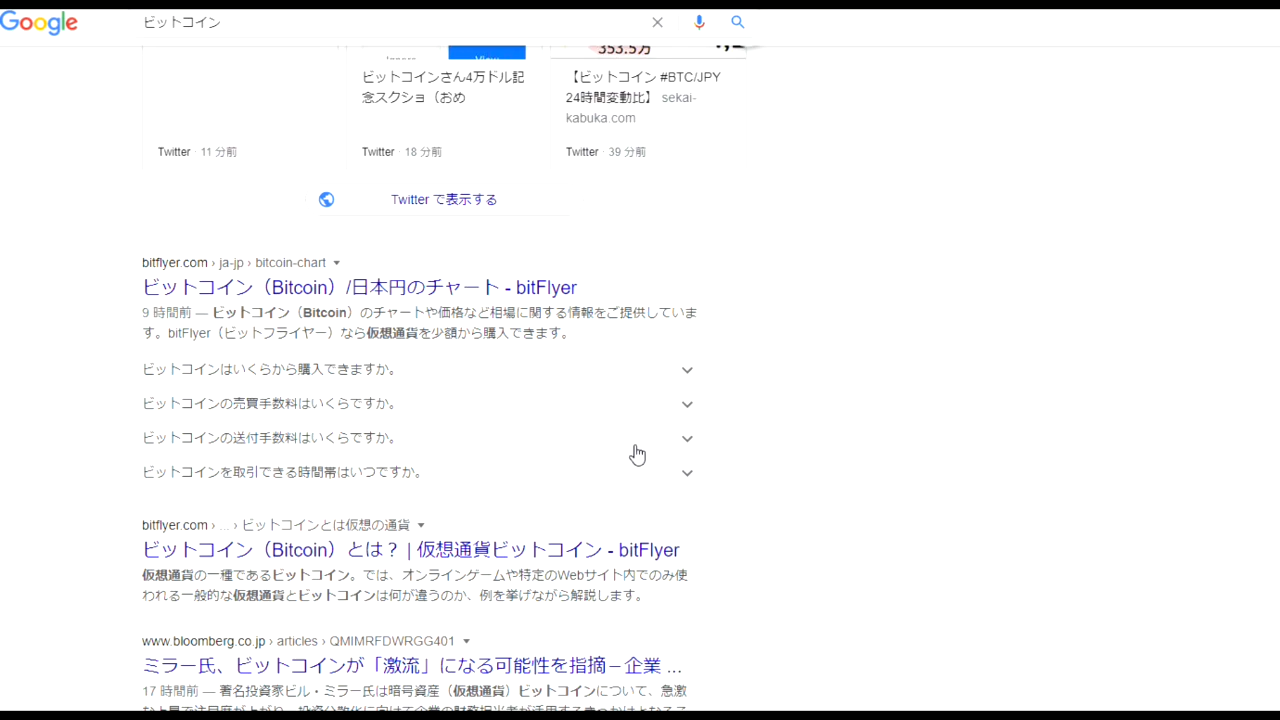 Google ビットコイン
353.5万
ビットコインさん4万ドル記
念スクショ（おめ
【ビットコイン #BTC/JPY
24時間変動比】 sekai-
kabuka.com
Twitter · 11 分前
Twitter · 18 分前
Twitter · 39 分前
Twitter で表示する
bitflyer.com › ja-jp › bitcoin-chart
ビットコイン（Bitcoin）/日本円のチャート - bitFlyer
9 時間前 — ビットコイン（Bitcoin）のチャートや価格など相場に関する情報をご提供していま
す。bitFlyer（ビットフライヤー）なら仮想通貨を少額から購入できます。
ビットコインはいくらから購入できますか。
ビットコインの売買手数料はいくらですか。
ビットコインの送付手数料はいくらですか。
ビットコインを取引できる時間帯はいつですか。
bitflyer.com › ... › ビットコインとは仮想の通貨
ビットコイン（Bitcoin）とは？ | 仮想通貨ビットコイン - bitFlyer
仮想通貨の一種であるビットコイン。では、オンラインゲームや特定のWebサイト内でのみ使
われる一般的な仮想通貨とビットコインは何が違うのか、例を挙げながら解説します。
www.bloomberg.co.jp › articles › QMIMRFDWRGG401
ミラー氏、ビットコインが「激流」になる可能性を指摘 – 企業 ...
17 時間前 — 著名投資家ビル・ミラー氏は暗号資産（仮想通貨）ビットコインについて、急激